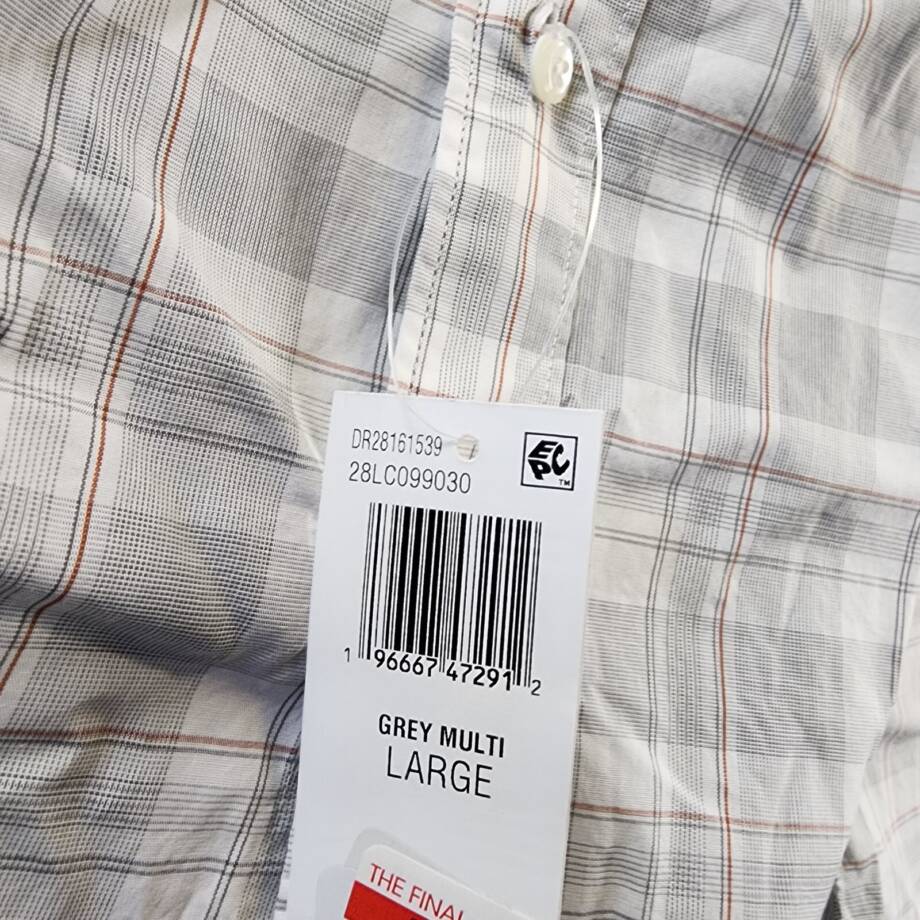 DR28161539
28LC099030
EPC
TM
1 96667 47291 2
GREY MULTI
LARGE
THE FINAL